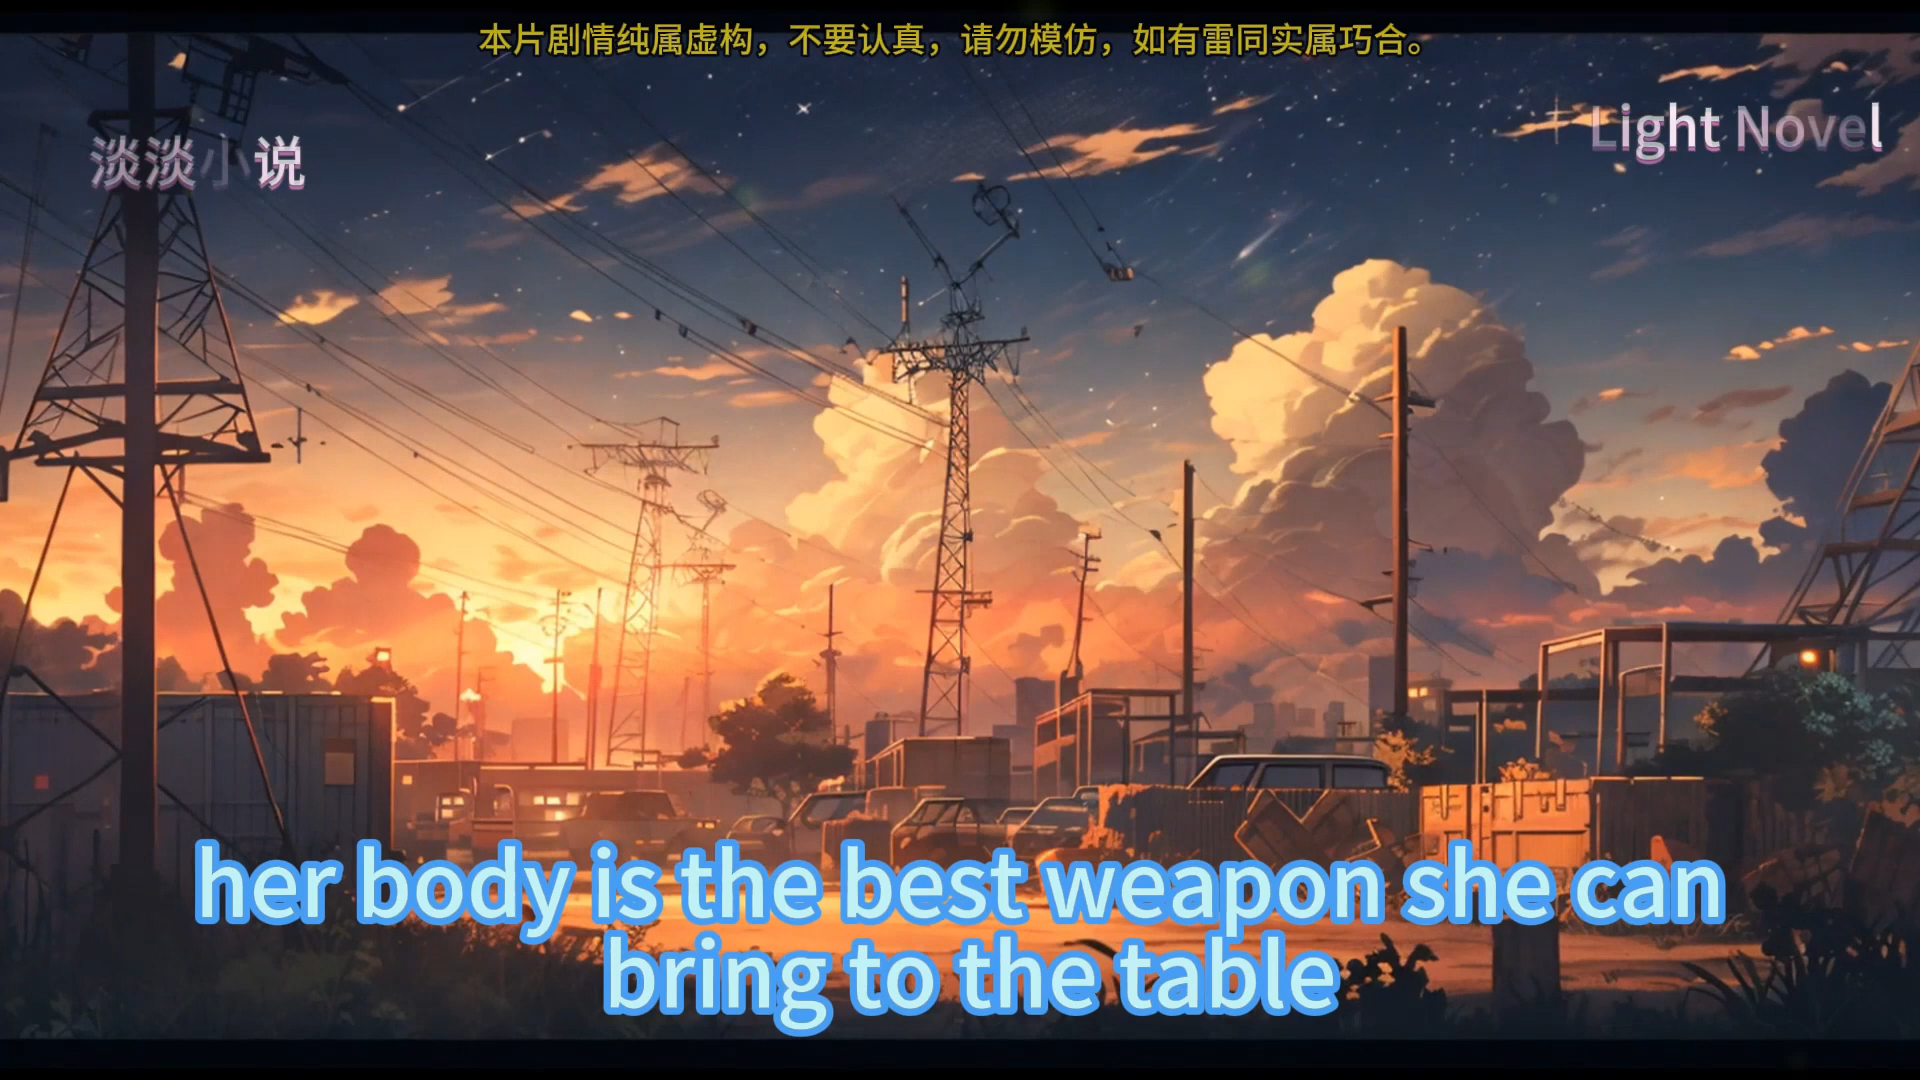 本片剧情纯属虚构，不要认真，请勿模仿，如有雷同实属巧合。
淡淡小说
Light Novel
her body is the best weapon she can
bring to the table